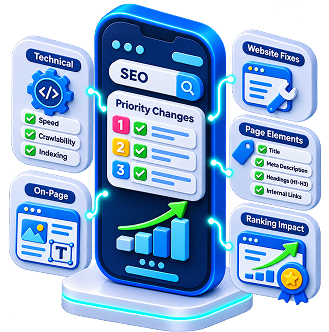 Technical
Speed
Crawlability
Indexing
On-Page
T
SEO
Priority Changes
1
2
3
Website Fixes
Page Elements
Title
Meta Description
Headings (H1-H3)
Internal Links
Ranking Impact